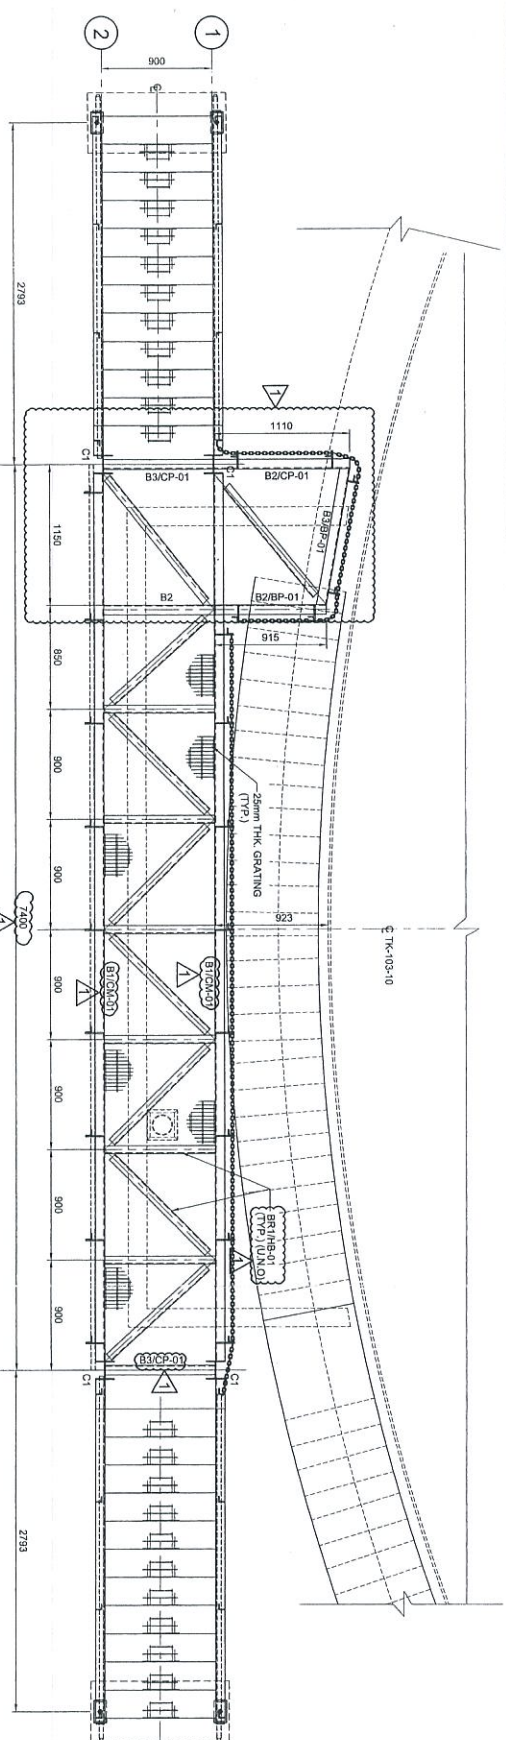 2
1
900
2793
1110
C1
C1
B3/CP-01
B2/CP-01
B3/BP-01
1150
B2
B2/BP-01
915
850
900
25mm THK. GRATING
(TYP.)
900
923
℄ TK-103-10
7400
1
900
B1/CM-01
1
B1/CM-01
1
900
900
BR1/HB-01
(TYP.) (U.N.O)
1
900
B3/CP-01
1
C1
C1
2793
1